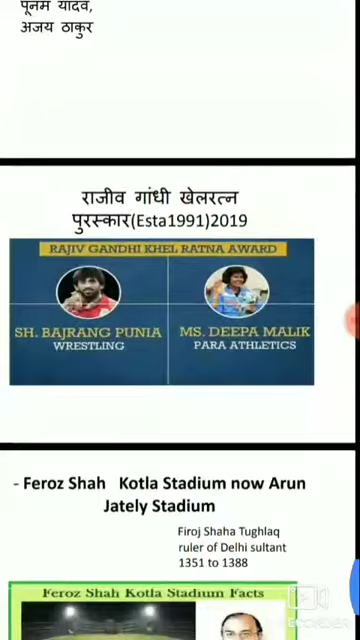 पूनम यादव,
अजय ठाकुर
राजीव गांधी खेलरत्न
पुरस्कार(Esta1991)2019
RAJIV GANDHI KHEL RATNA AWARD
SH. BAJRANG PUNIA
WRESTLING
MS. DEEPA MALIK
PARA ATHLETICS
- Feroz Shah Kotla Stadium now Arun
Jately Stadium
Firoj Shaha Tughlaq
ruler of Delhi sultant
1351 to 1388
Feroz Shah Kotla Stadium Facts
RECORDER